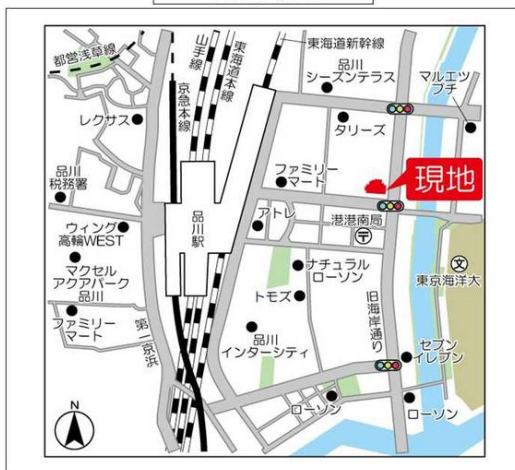 都営浅草線
山手線
東海道本線
東海道新幹線
京急本線
品川
シーズンテラス
マルエツ
プチ
レクサス
タリーズ
品川
税務署
ファミリー
マート
現地
ウィング
高輪WEST
品川駅
アトレ
港港南局
〒
マクセル
アクアパーク
品川
ナチュラル
ローソン
文
東京海洋大
トモズ
旧海岸通り
ファミリー
マート
第一京浜
品川
インターシティ
セブン
イレブン
ローソン
ローソン
N